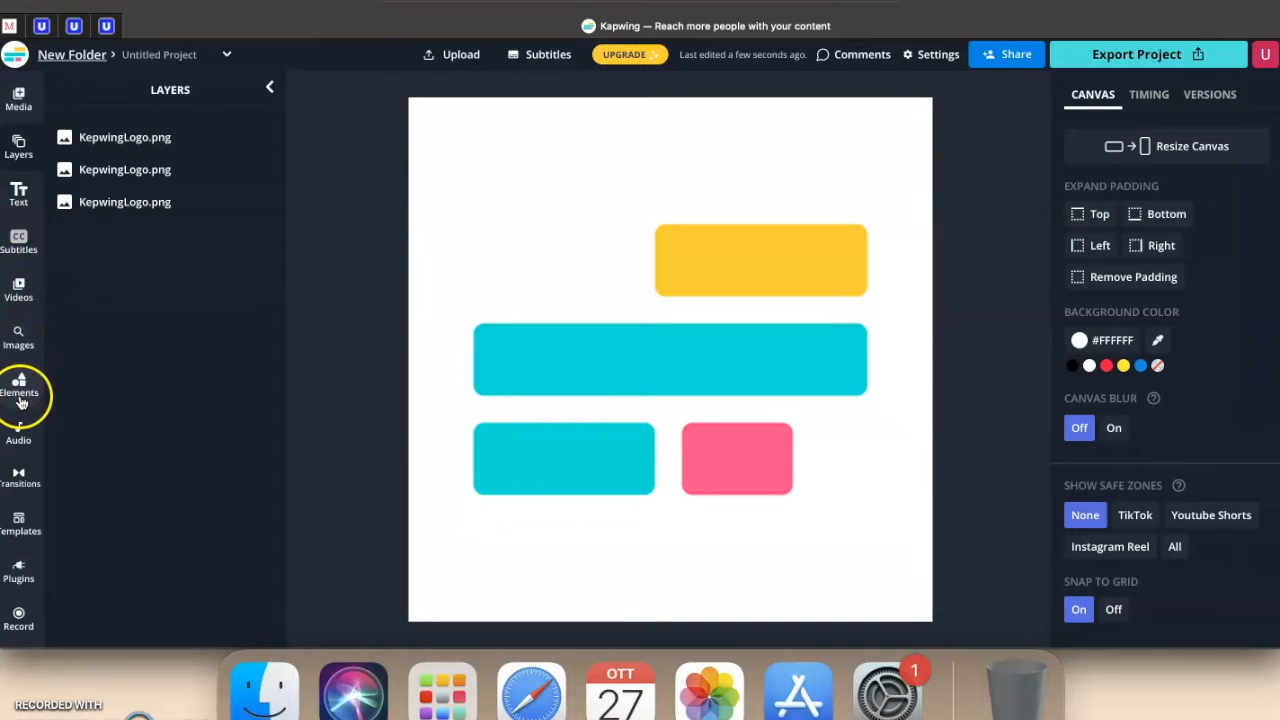 M U U U Kapwing — Reach more people with your content
New Folder > Untitled Project Upload Subtitles UPGRADE Last edited a few seconds ago. Comments Settings Share Export Project U
Media
Layers
Text
Subtitles
Videos
Images
Elements
Audio
Transitions
Templates
Plugins
Record
LAYERS
KepwingLogo.png
KepwingLogo.png
KepwingLogo.png
CANVAS TIMING VERSIONS
Resize Canvas
EXPAND PADDING
Top Bottom
Left Right
Remove Padding
BACKGROUND COLOR
#FFFFFF
CANVAS BLUR ?
Off On
SHOW SAFE ZONES ?
None TikTok Youtube Shorts
Instagram Reel All
SNAP TO GRID
On Off
OTT
27
1
RECORDED WITH